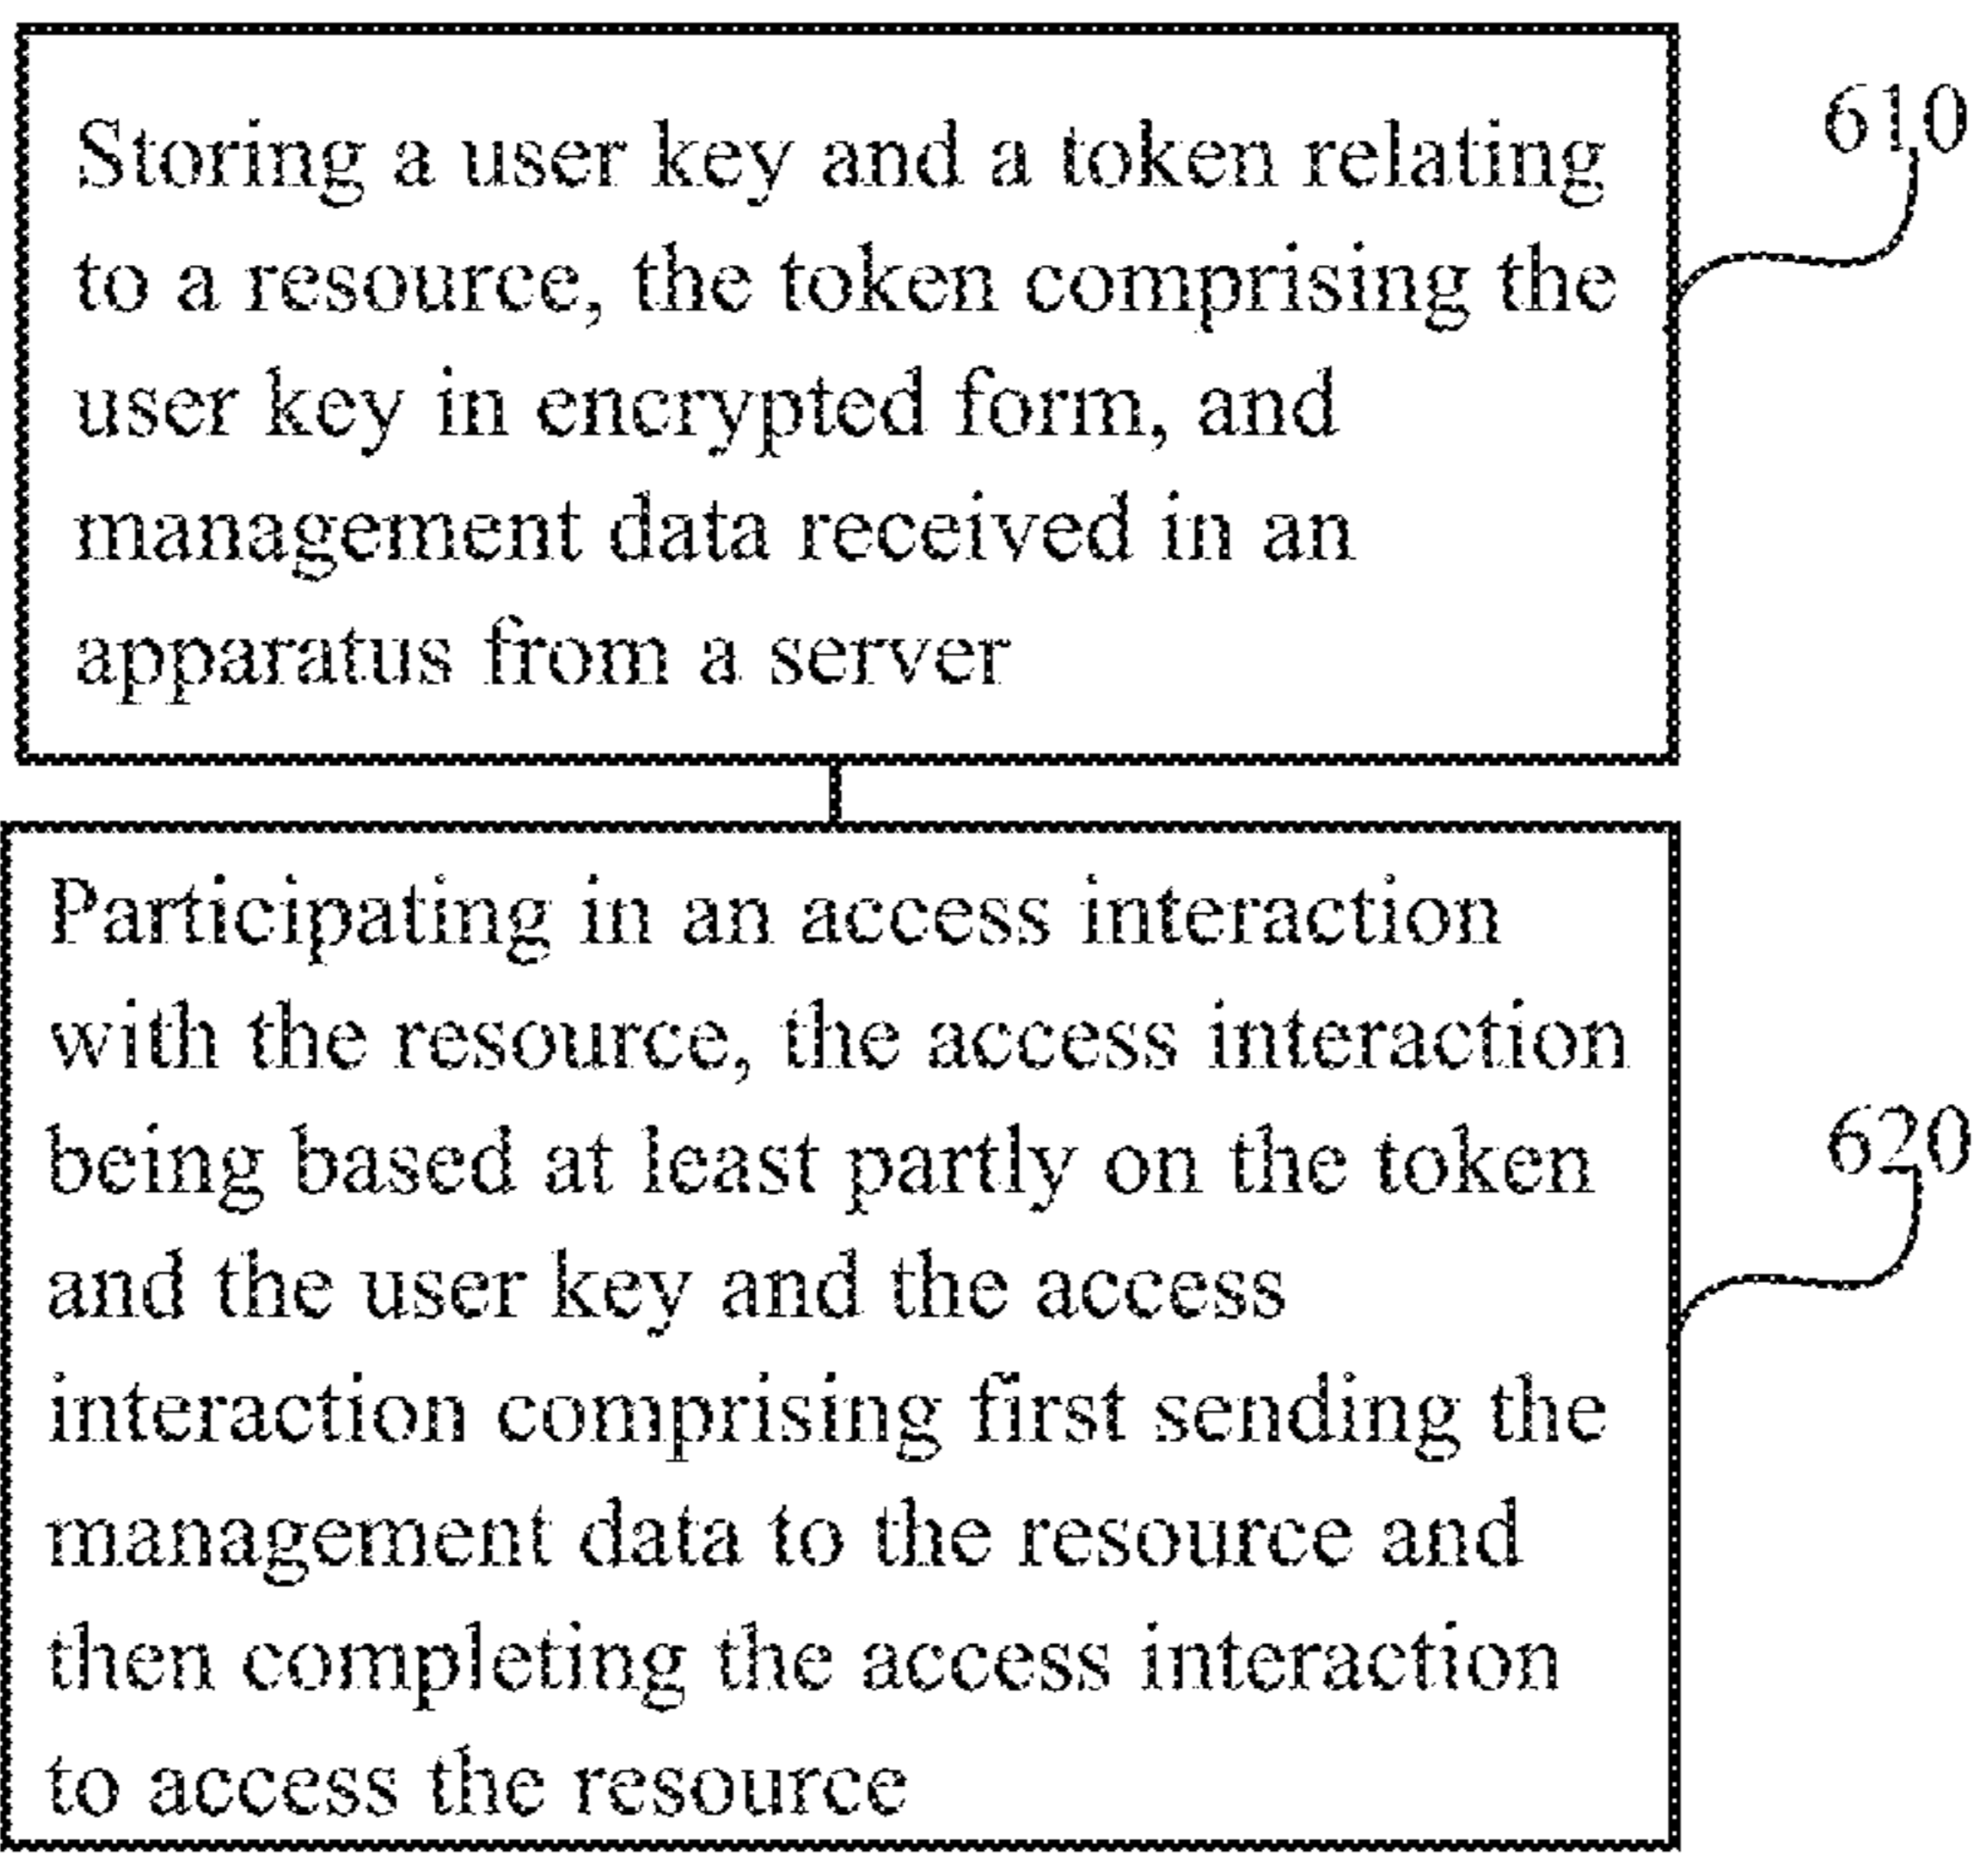 Storing a user key and a token relating
to a resource, the token comprising the
user key in encrypted form, and
management data received in an
apparatus from a server
610
Participating in an access interaction
with the resource, the access interaction
being based at least partly on the token
and the user key and the access
interaction comprising first sending the
management data to the resource and
then completing the access interaction
to access the resource
620